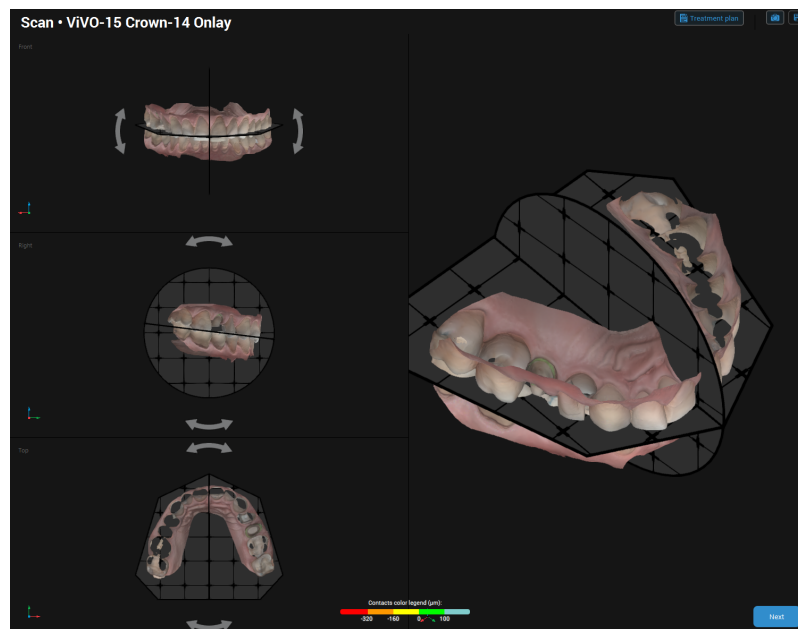 Scan • ViVO-15 Crown-14 Onlay
Treatment plan
Front
Right
Top
Contacts color legend (μm):
-320 -160 0 100
Next